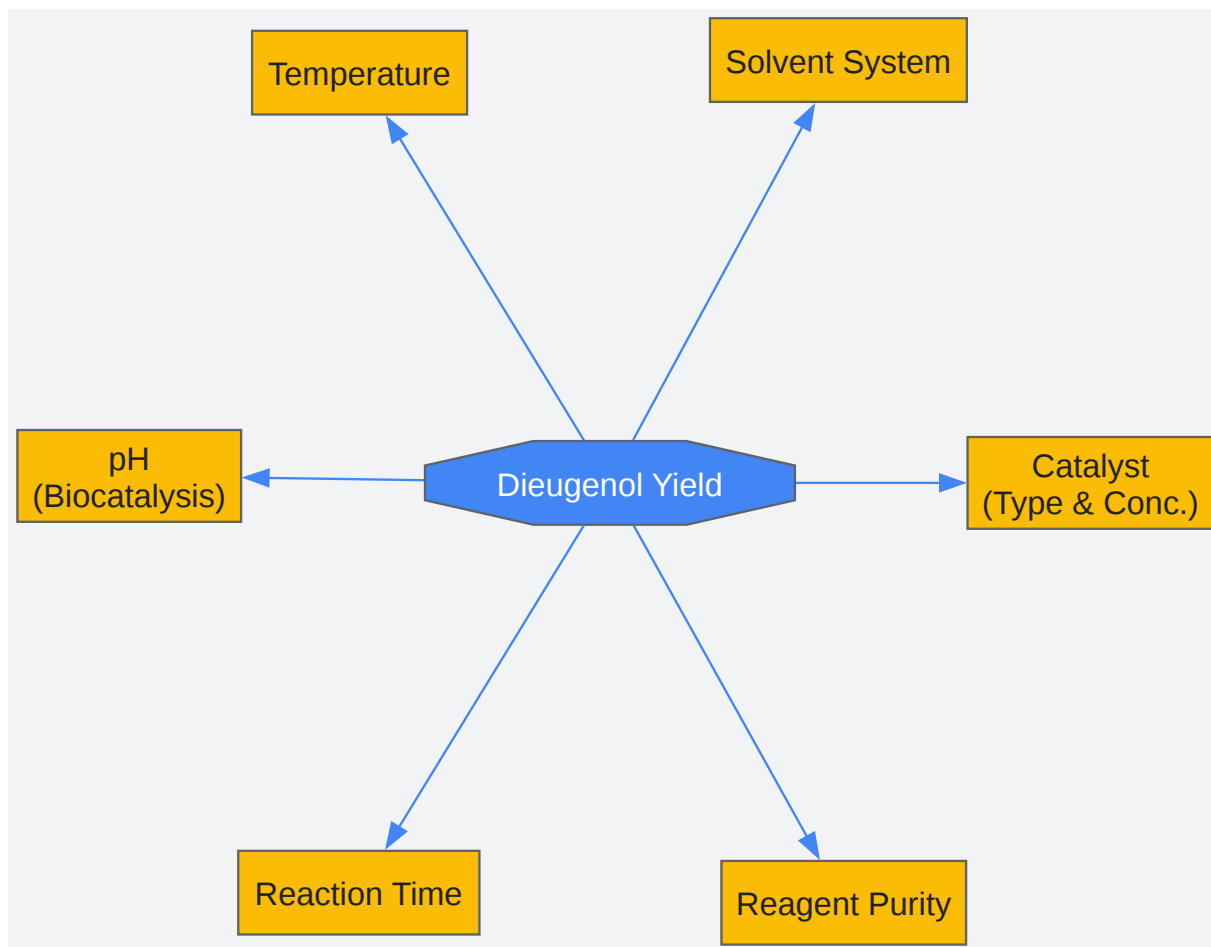 Temperature
Solvent System
pH
(Biocatalysis)
Dieugenol Yield
Catalyst
(Type & Conc.)
Reaction Time
Reagent Purity